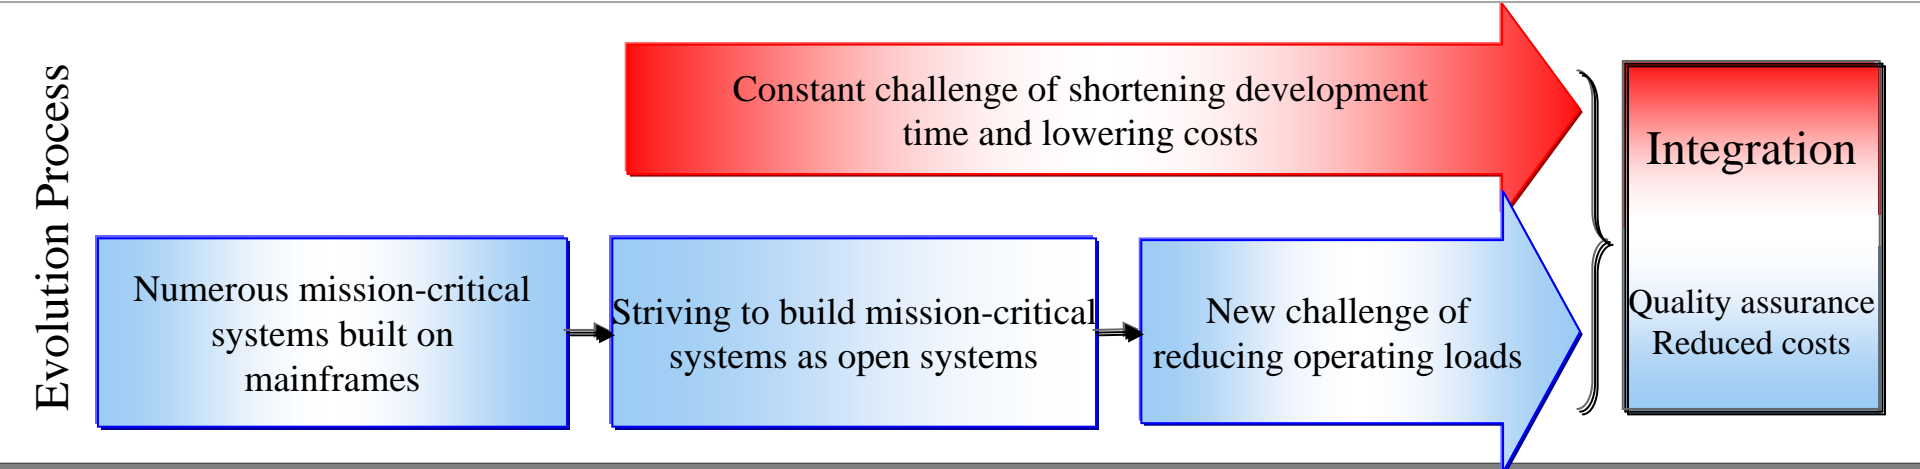 Evolution Process
Constant challenge of shortening development
time and lowering costs
Numerous mission-critical
systems built on
mainframes
Striving to build mission-critical
systems as open systems
New challenge of
reducing operating loads
Integration
Quality assurance
Reduced costs